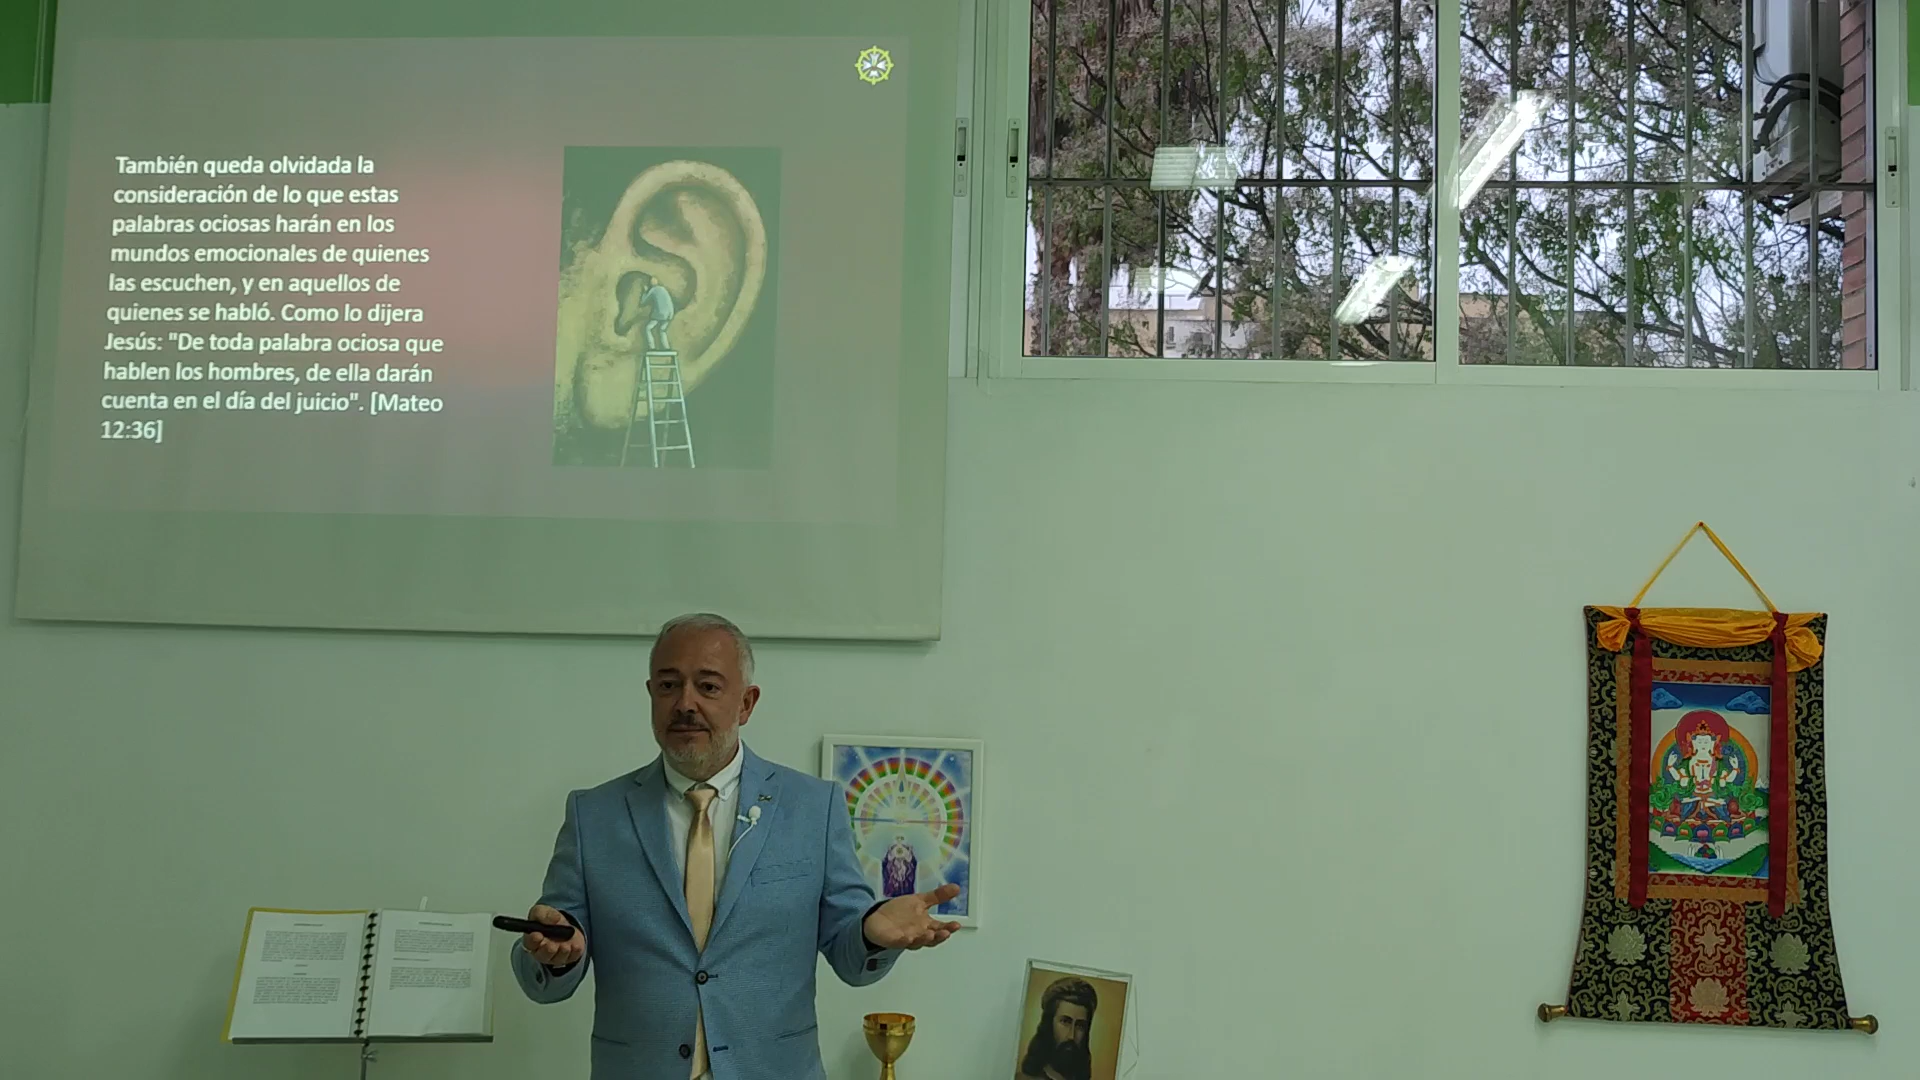 También queda olvidada la
consideración de lo que estas
palabras ociosas harán en los
mundos emocionales de quienes
las escuchen, y en aquellos de
quienes se habló. Como lo dijera
Jesús: "De toda palabra ociosa que
hablen los hombres, de ella darán
cuenta en el día del juicio". [Mateo
12:36]